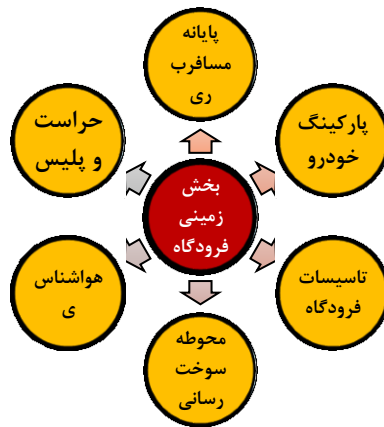 پایانه
مسافرب
ری
پارکینگ
خودرو
حراست
و پلیس
بخش
زمینی
فرودگاه
تاسیسات
فرودگاه
هواشناس
ی
محوطه
سوخت
رسانی